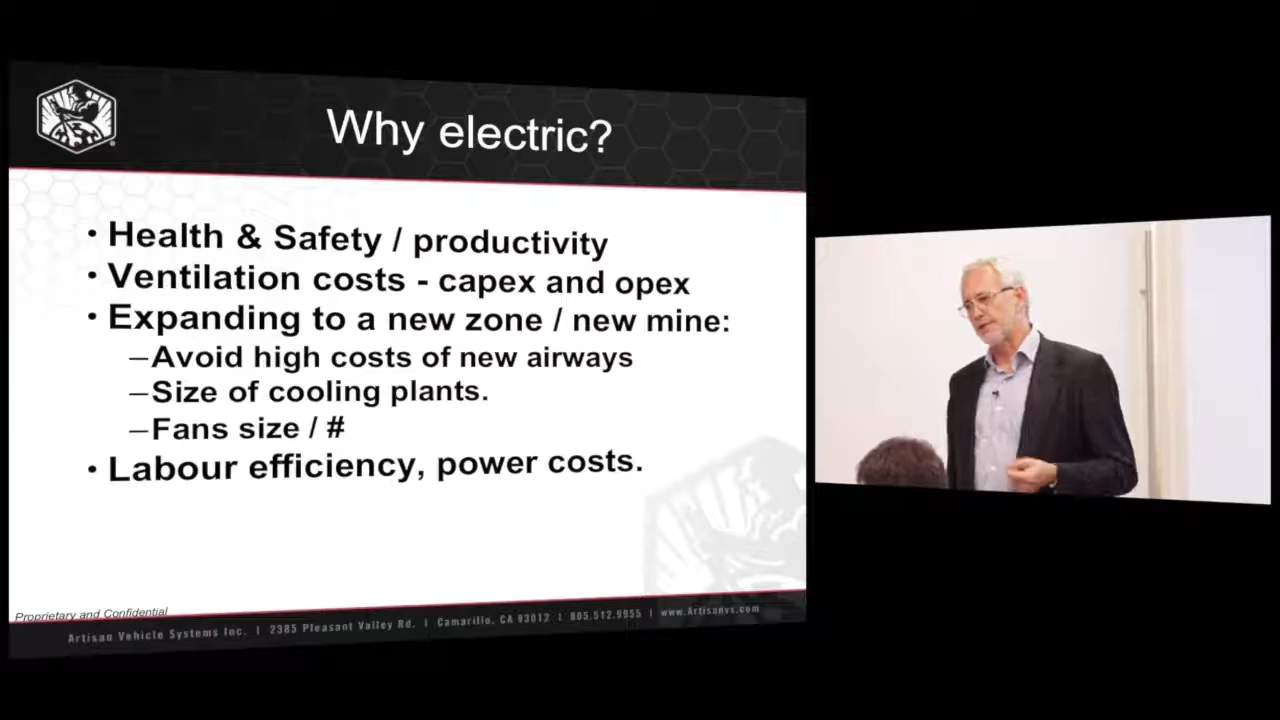 Why electric?
• Health & Safety / productivity
• Ventilation costs - capex and opex
• Expanding to a new zone / new mine:
–Avoid high costs of new airways
–Size of cooling plants.
–Fans size / #
• Labour efficiency, power costs.
Proprietary and Confidential
Artisan Vehicle Systems Inc. | 2385 Pleasant Valley Rd. | Camarillo, CA 93012 | 805.512.9955 | www.Artisanvs.com